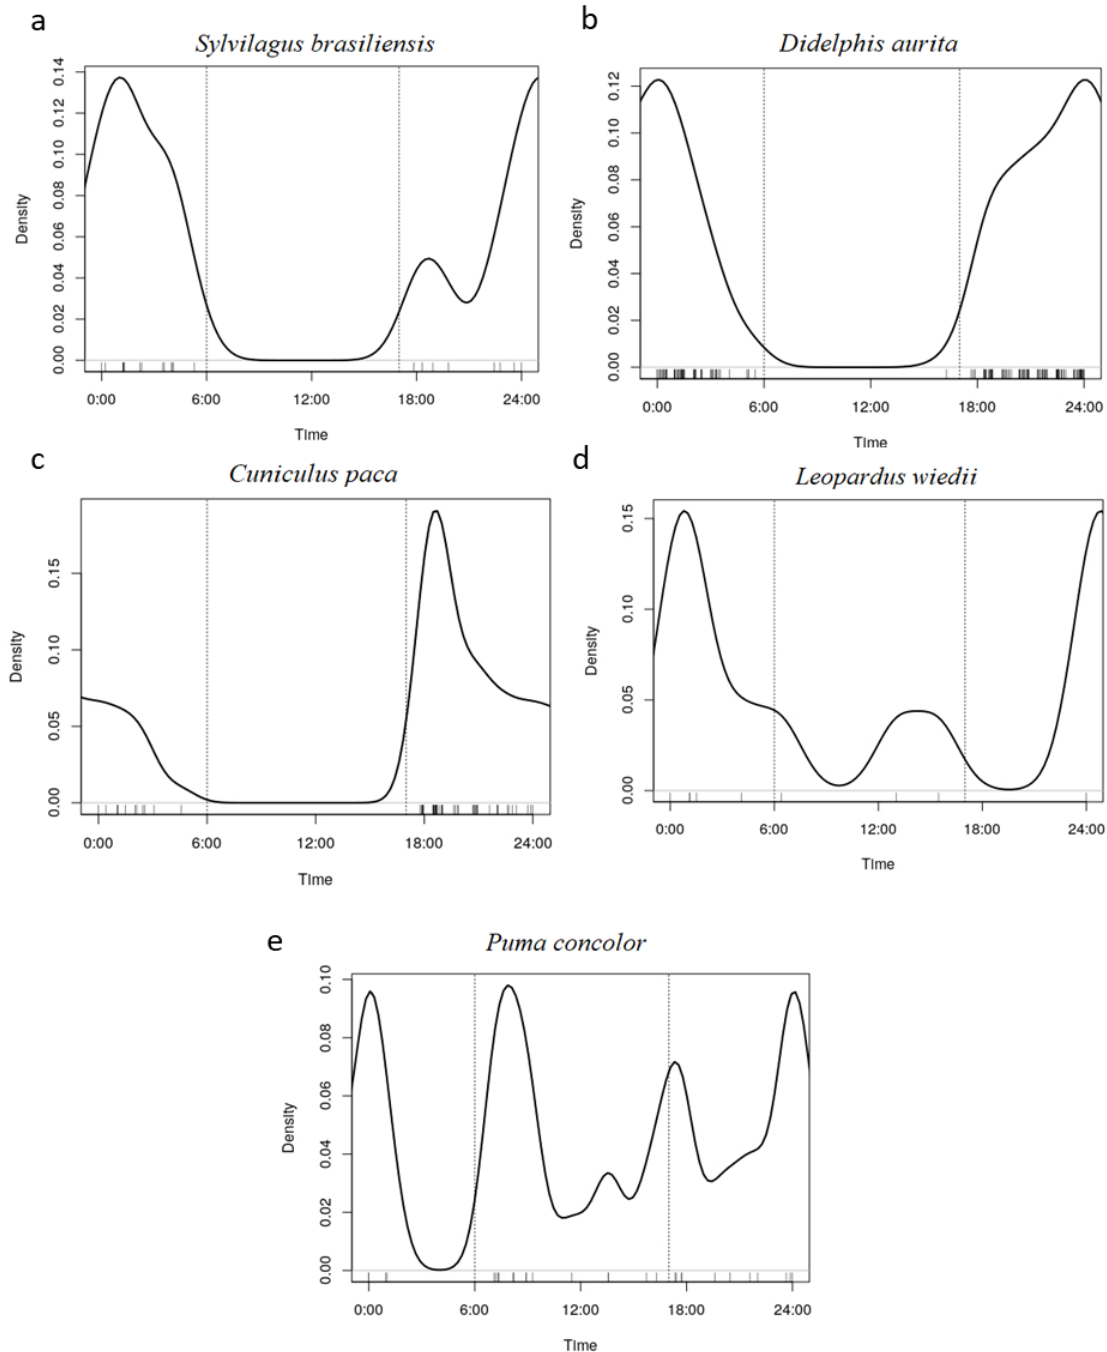 a
Sylvilagus brasiliensis
0.14
0.12
0.10
0.08
0.06
0.04
0.02
0.00
Density
0:00 6:00 12:00 18:00 24:00
Time
b
Didelphis aurita
0.12
0.10
0.08
0.06
0.04
0.02
0.00
Density
0:00 6:00 12:00 18:00 24:00
Time
c
Cuniculus paca
0.15
0.10
0.05
0.00
Density
0:00 6:00 12:00 18:00 24:00
Time
d
Leopardus wiedii
0.15
0.10
0.05
0.00
Density
0:00 6:00 12:00 18:00 24:00
Time
e
Puma concolor
0.10
0.08
0.06
0.04
0.02
0.00
Density
0:00 6:00 12:00 18:00 24:00
Time